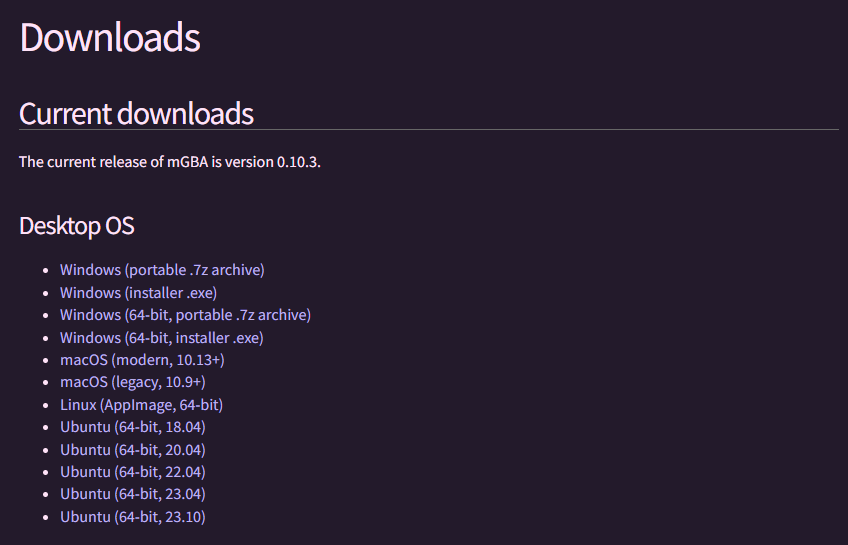 Downloads
Current downloads
The current release of mGBA is version 0.10.3.
Desktop OS
Windows (portable .7z archive)
Windows (installer .exe)
Windows (64-bit, portable .7z archive)
Windows (64-bit, installer .exe)
macOS (modern, 10.13+)
macOS (legacy, 10.9+)
Linux (AppImage, 64-bit)
Ubuntu (64-bit, 18.04)
Ubuntu (64-bit, 20.04)
Ubuntu (64-bit, 22.04)
Ubuntu (64-bit, 23.04)
Ubuntu (64-bit, 23.10)